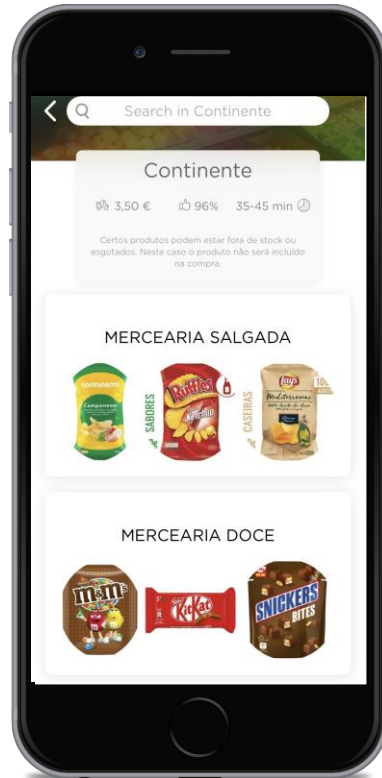 Search in Continente
Continente
3,50 €
96%
35-45 min
Certos produtos podem estar fora de stock ou
esgotados. Neste caso o produto não será incluído
na compra.
MERCEARIA SALGADA
continente
Camponesas
SABORES
Ruffles
Ketchup
CASEIRAS
Lay's
Mediterráneas
100
MERCEARIA DOCE
m&m's
KitKat
SNICKERS
BITES